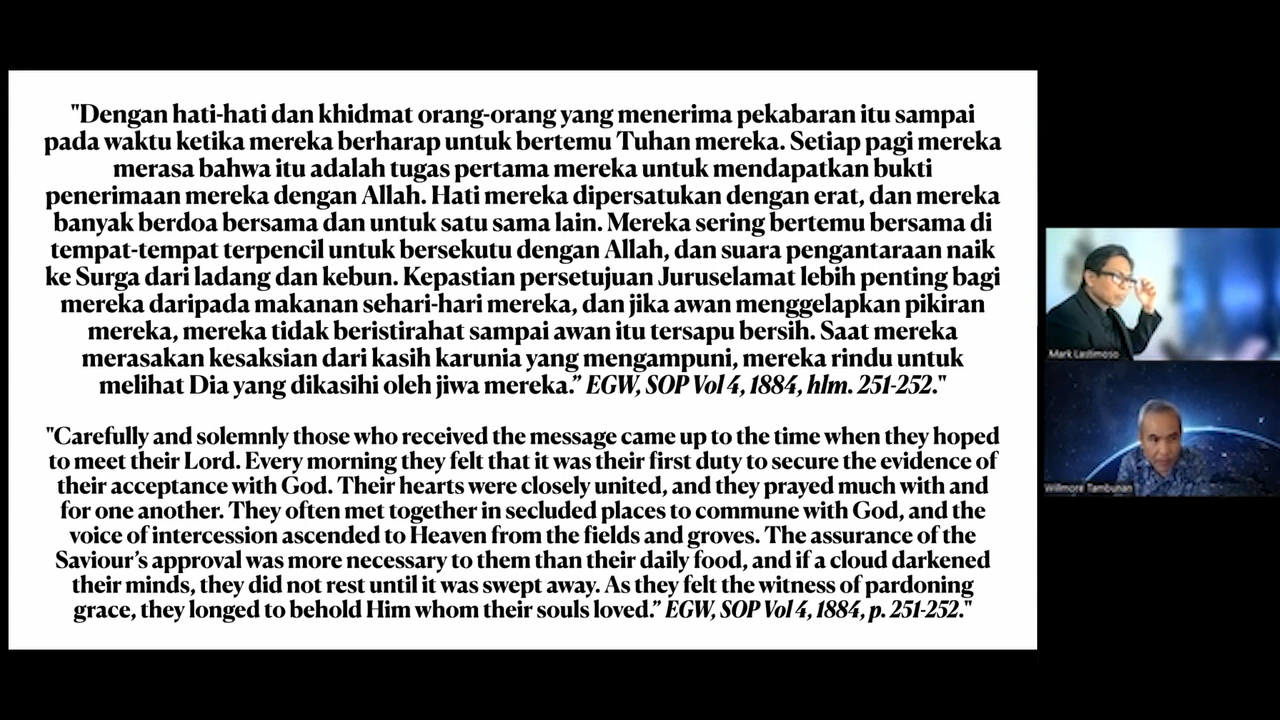 "Dengan hati-hati dan khidmat orang-orang yang menerima pekabaran itu sampai
pada waktu ketika mereka berharap untuk bertemu Tuhan mereka. Setiap pagi mereka
merasa bahwa itu adalah tugas pertama mereka untuk mendapatkan bukti
penerimaan mereka dengan Allah. Hati mereka dipersatukan dengan erat, dan mereka
banyak berdoa bersama dan untuk satu sama lain. Mereka sering bertemu bersama di
tempat-tempat terpencil untuk bersekutu dengan Allah, dan suara pengantaraan naik
ke Surga dari ladang dan kebun. Kepastian persetujuan Juruselamat lebih penting bagi
mereka daripada makanan sehari-hari mereka, dan jika awan menggelapkan pikiran
mereka, mereka tidak beristirahat sampai awan itu tersapu bersih. Saat mereka
merasakan kesaksian dari kasih karunia yang mengampuni, mereka rindu untuk
melihat Dia yang dikasihi oleh jiwa mereka.” EGW, SOP Vol 4, 1884, hlm. 251-252."
"Carefully and solemnly those who received the message came up to the time when they hoped
to meet their Lord. Every morning they felt that it was their first duty to secure the evidence of
their acceptance with God. Their hearts were closely united, and they prayed much with and
for one another. They often met together in secluded places to commune with God, and the
voice of intercession ascended to Heaven from the fields and groves. The assurance of the
Saviour’s approval was more necessary to them than their daily food, and if a cloud darkened
their minds, they did not rest until it was swept away. As they felt the witness of pardoning
grace, they longed to behold Him whom their souls loved.” EGW, SOP Vol 4, 1884, p. 251-252."
Mark Lastimoso
Willmore Tambunan